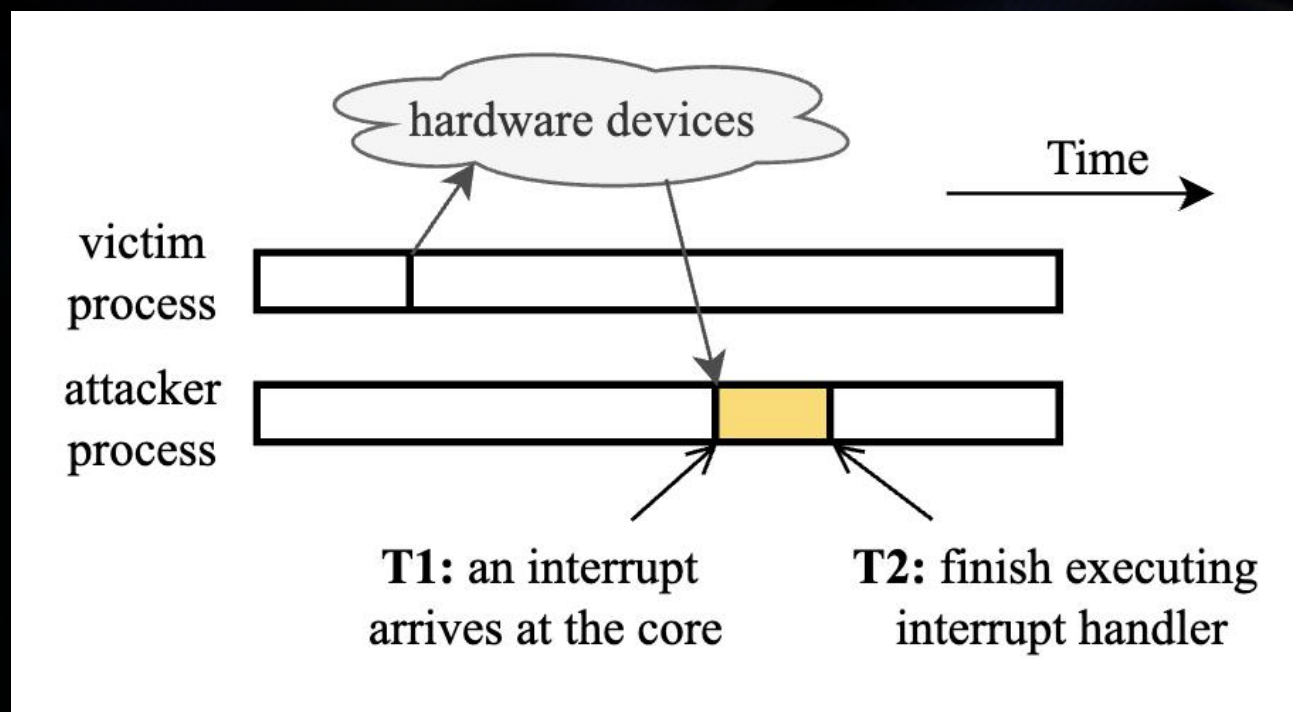 hardware devices
Time
victim
process
attacker
process
T1: an interrupt
arrives at the core
T2: finish executing
interrupt handler